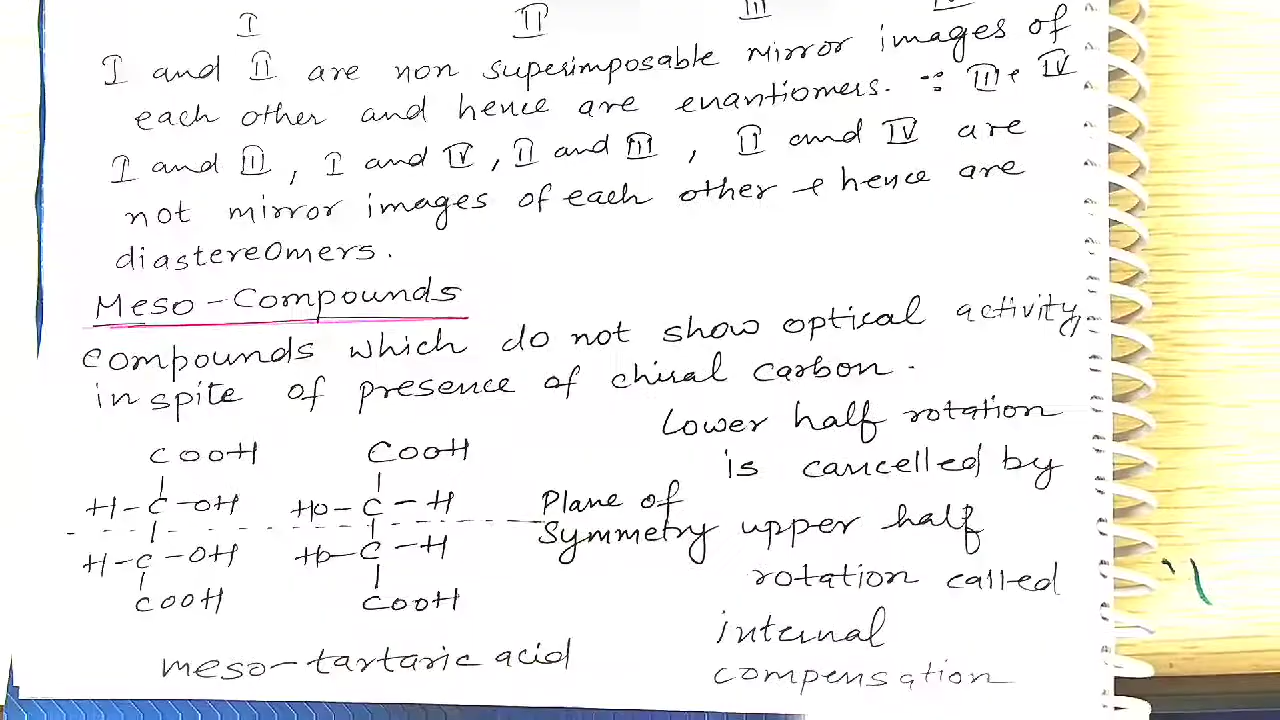 I II III
I and II are non superimposable mirror images of
each other and hence are enantiomers. :: III & IV
I and III, I and IV, II and III, II and IV are
not mirror images of each other & hence are
diastereomers.
Meso-Compounds
compounds which do not show optical activity,
inspite of presence of chiral carbon.
Lower half rotation
is cancelled by
upper half
rotation called
internal
compensation
COOH COOH
H-C-OH HO-C-H
Plane of
Symmetry
H-C-OH HO-C-H
COOH COOH
meso-tartaric acid